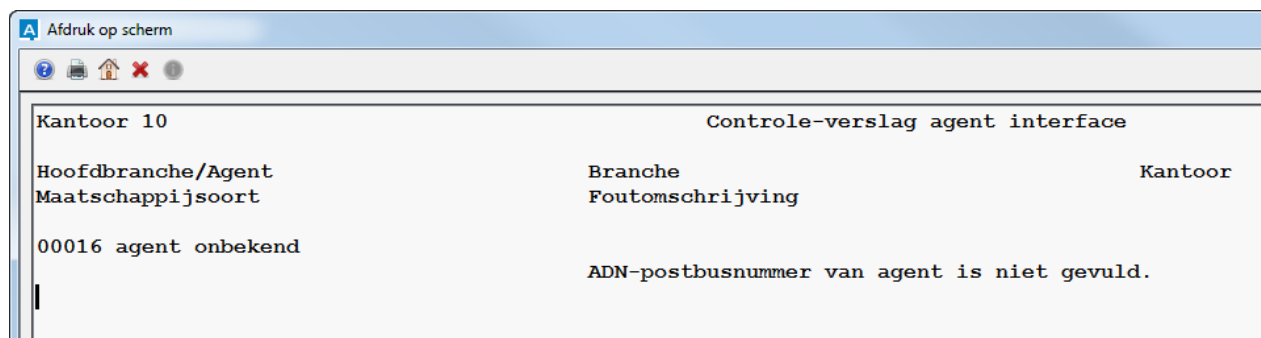 Afdruk op scherm
Kantoor 10 Controle-verslag agent interface
Hoofdbranche/Agent Branche Kantoor
Maatschappijsoort Foutomschrijving
00016 agent onbekend
ADN-postbusnummer van agent is niet gevuld.